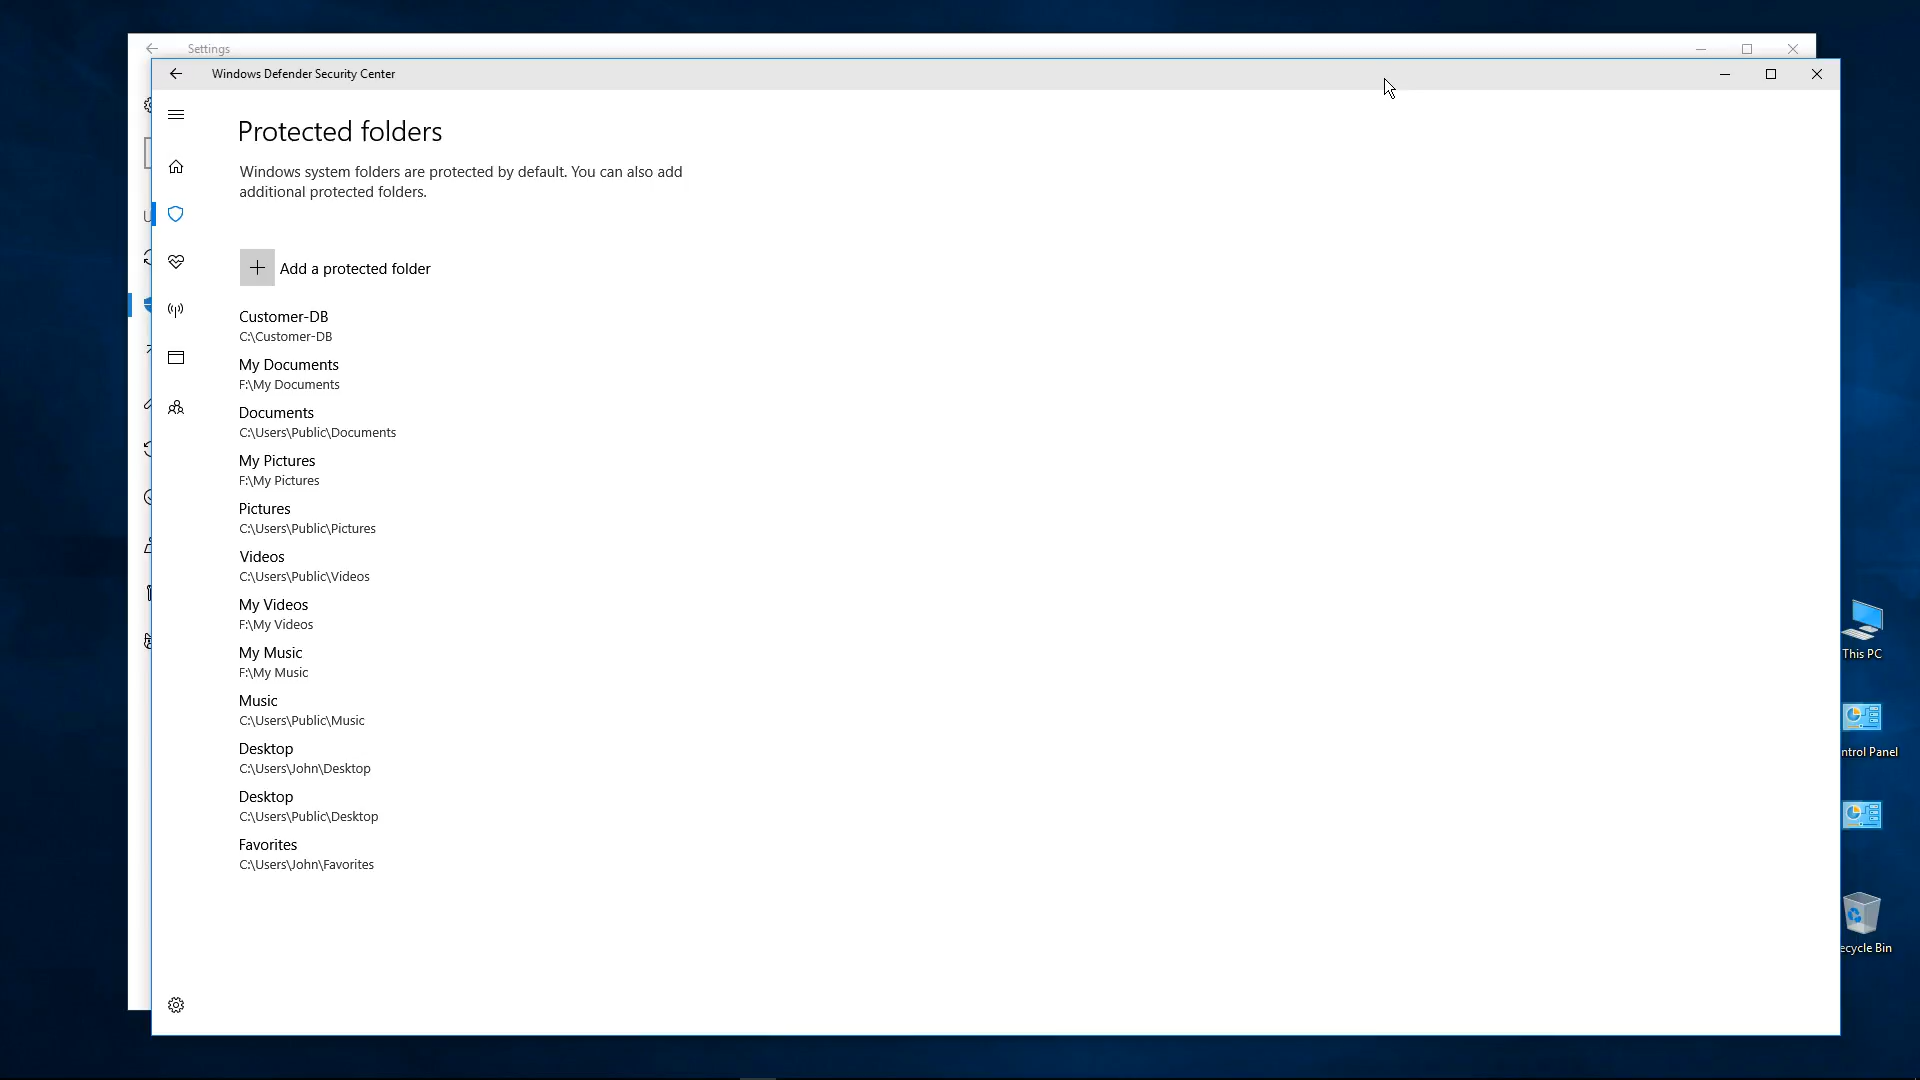 Settings
Windows Defender Security Center
Protected folders
Windows system folders are protected by default. You can also add
additional protected folders.
Add a protected folder
Customer-DB
C:\Customer-DB
My Documents
F:\My Documents
Documents
C:\Users\Public\Documents
My Pictures
F:\My Pictures
Pictures
C:\Users\Public\Pictures
Videos
C:\Users\Public\Videos
My Videos
F:\My Videos
My Music
F:\My Music
Music
C:\Users\Public\Music
Desktop
C:\Users\John\Desktop
Desktop
C:\Users\Public\Desktop
Favorites
C:\Users\John\Favorites
This PC
ntrol Panel
ecycle Bin